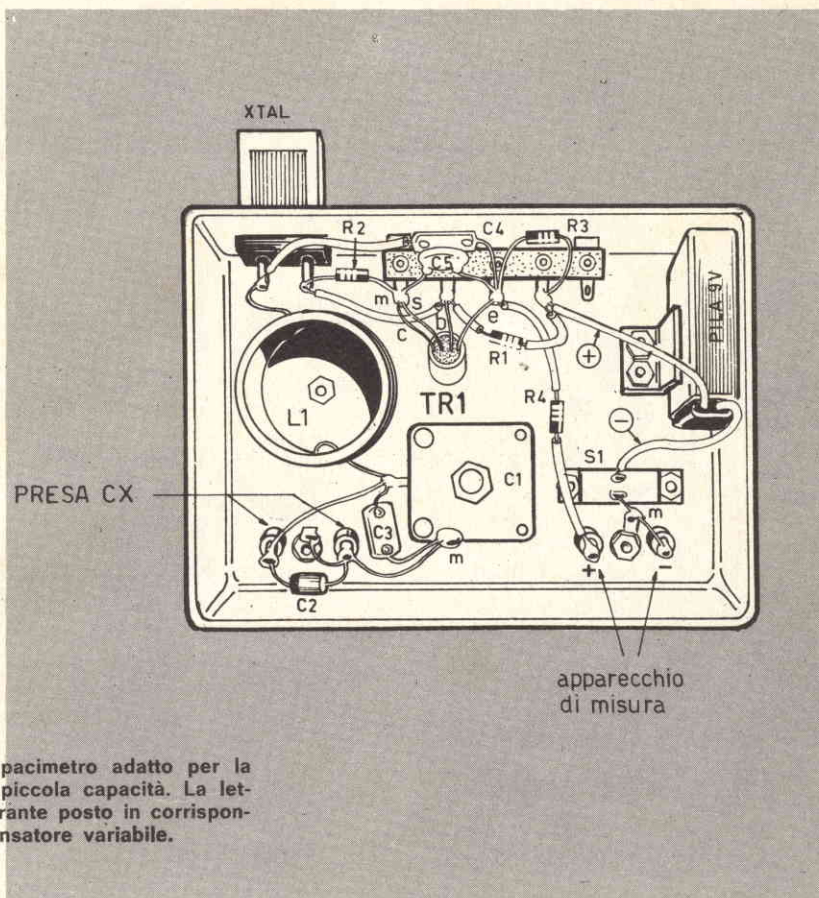 XTAL
R2
C4
R3
C5
m
s
b
e
c
R1
TR1
L1
R4
+
PILA 9V
−
S1
C1
PRESA CX
C3
m
m
C2
+
−
apparecchio
di misura
pacimetro adatto per la
piccola capacità. La let-
rante posto in corrispon-
nsatore variabile.